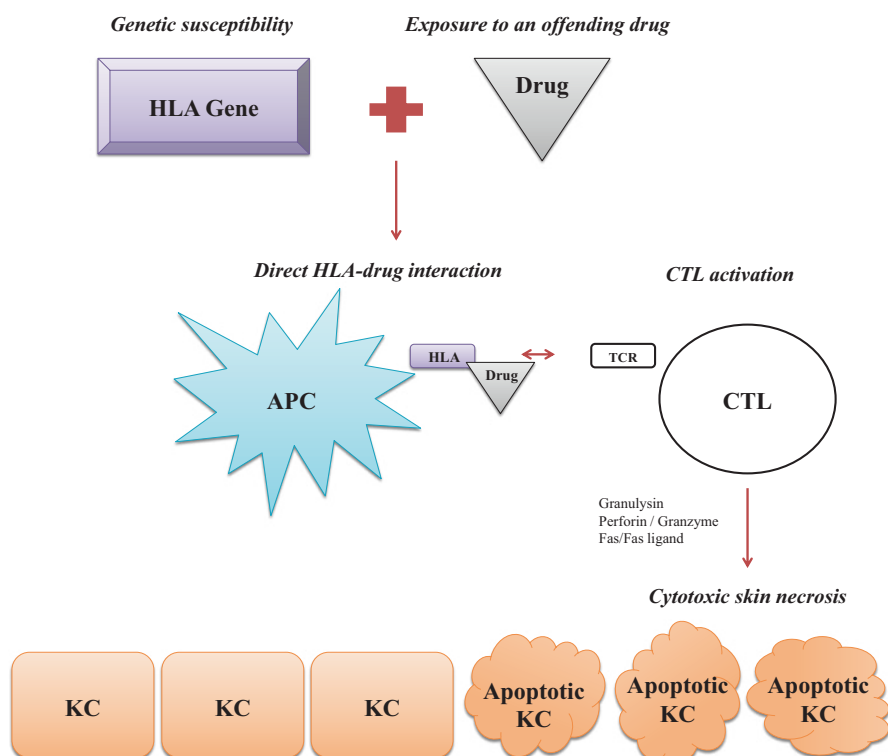 Genetic susceptibility
Exposure to an offending drug
HLA Gene
Drug
Direct HLA-drug interaction
CTL activation
HLA
Drug
TCR
APC
CTL
Granulysin
Perforin / Granzyme
Fas/Fas ligand
Cytotoxic skin necrosis
KC
KC
KC
Apoptotic
KC
Apoptotic
KC
Apoptotic
KC